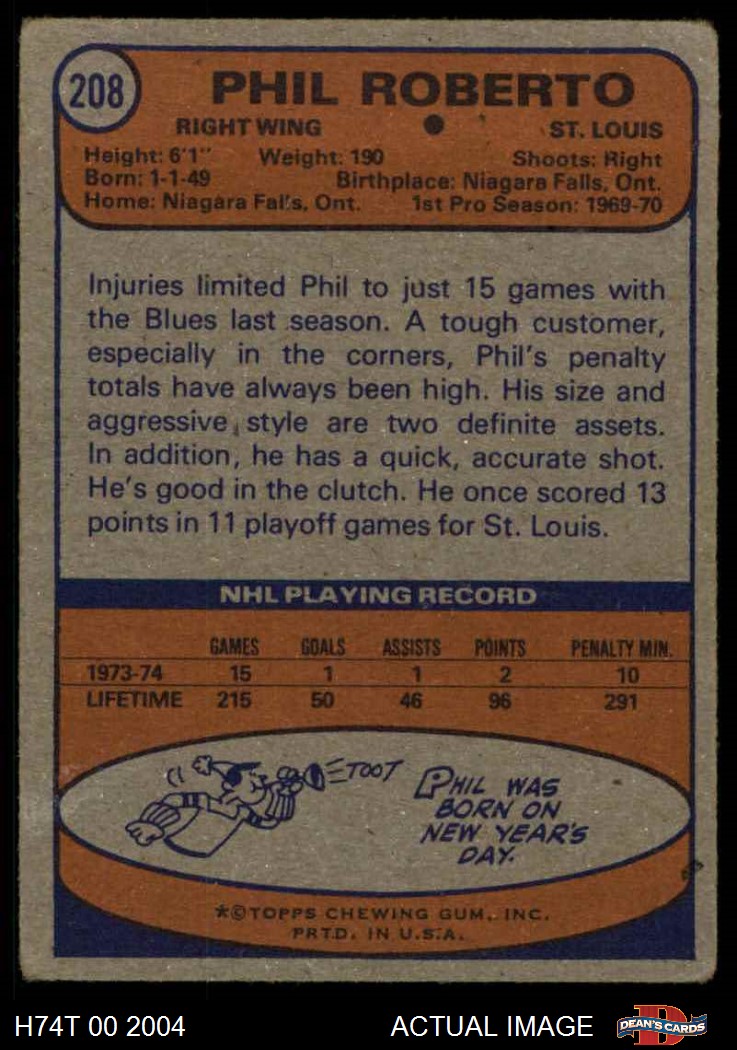 208
PHIL ROBERTO
RIGHT WING ● ST. LOUIS
Height: 6'1" Weight: 190 Shoots: Right
Born: 1-1-49 Birthplace: Niagara Falls, Ont.
Home: Niagara Falls, Ont. 1st Pro Season: 1969-70
Injuries limited Phil to just 15 games with
the Blues last season. A tough customer,
especially in the corners, Phil's penalty
totals have always been high. His size and
aggressive style are two definite assets.
In addition, he has a quick, accurate shot.
He's good in the clutch. He once scored 13
points in 11 playoff games for St. Louis.
NHL PLAYING RECORD
GAMES GOALS ASSISTS POINTS PENALTY MIN.
1973-74 15 1 1 2 10
LIFETIME 215 50 46 96 291
TOOT
PHIL WAS
BORN ON
NEW YEAR'S
DAY.
*©TOPPS CHEWING GUM, INC.
PRTD. IN U.S.A.
H74T 00 2004 ACTUAL IMAGE
D
DEAN'S CARDS